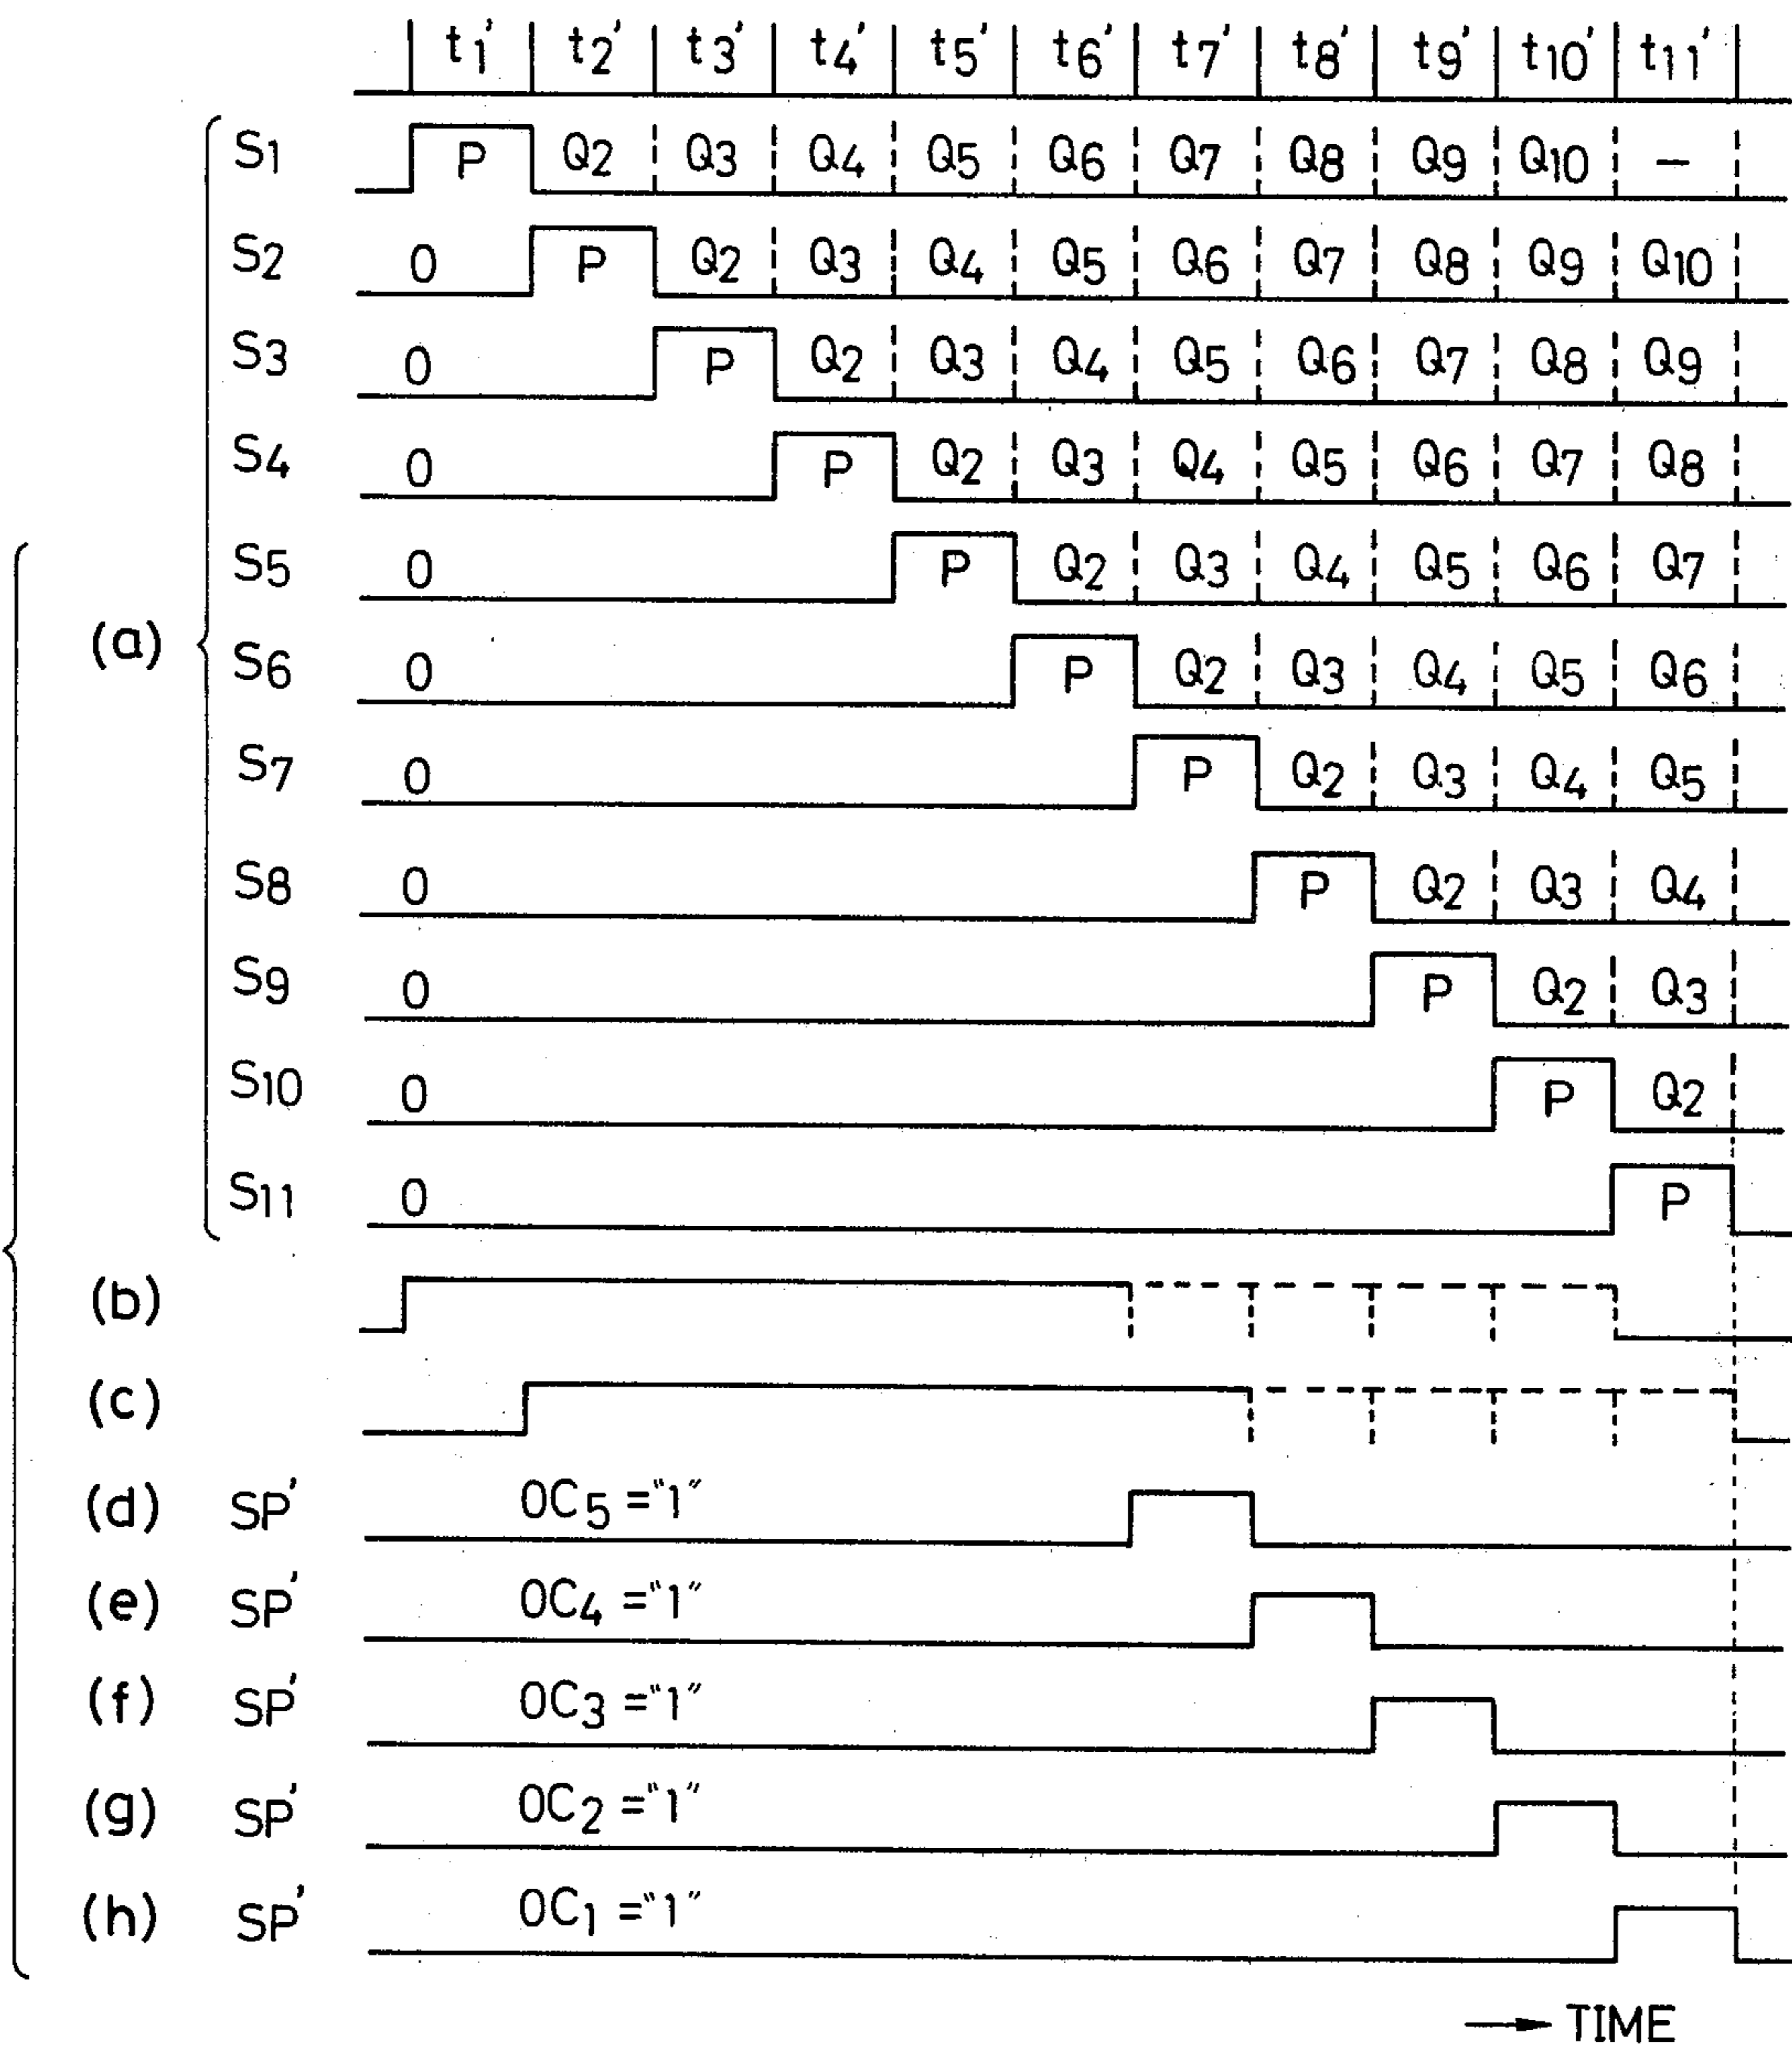 t1' t2' t3' t4' t5' t6' t7' t8' t9' t10' t11'
S1 P Q2 Q3 Q4 Q5 Q6 Q7 Q8 Q9 Q10 –
S2 0 P Q2 Q3 Q4 Q5 Q6 Q7 Q8 Q9 Q10
S3 0 P Q2 Q3 Q4 Q5 Q6 Q7 Q8 Q9
S4 0 P Q2 Q3 Q4 Q5 Q6 Q7 Q8
S5 0 P Q2 Q3 Q4 Q5 Q6 Q7
(a)
S6 0 P Q2 Q3 Q4 Q5 Q6
S7 0 P Q2 Q3 Q4 Q5
S8 0 P Q2 Q3 Q4
S9 0 P Q2 Q3
S10 0 P Q2
S11 0 P
(b)
(c)
(d) SP' OC5 = "1"
(e) SP' OC4 = "1"
(f) SP' OC3 = "1"
(g) SP' OC2 = "1"
(h) SP' OC1 = "1"
→ TIME